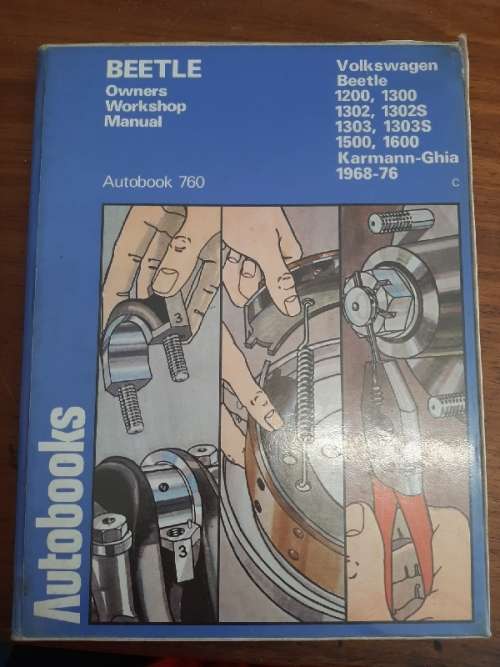 BEETLE
Owners
Workshop
Manual
Autobook 760
Volkswagen
Beetle
1200, 1300
1302, 1302S
1303, 1303S
1500, 1600
Karmann-Ghia
1968-76
C
3
3
Autobooks